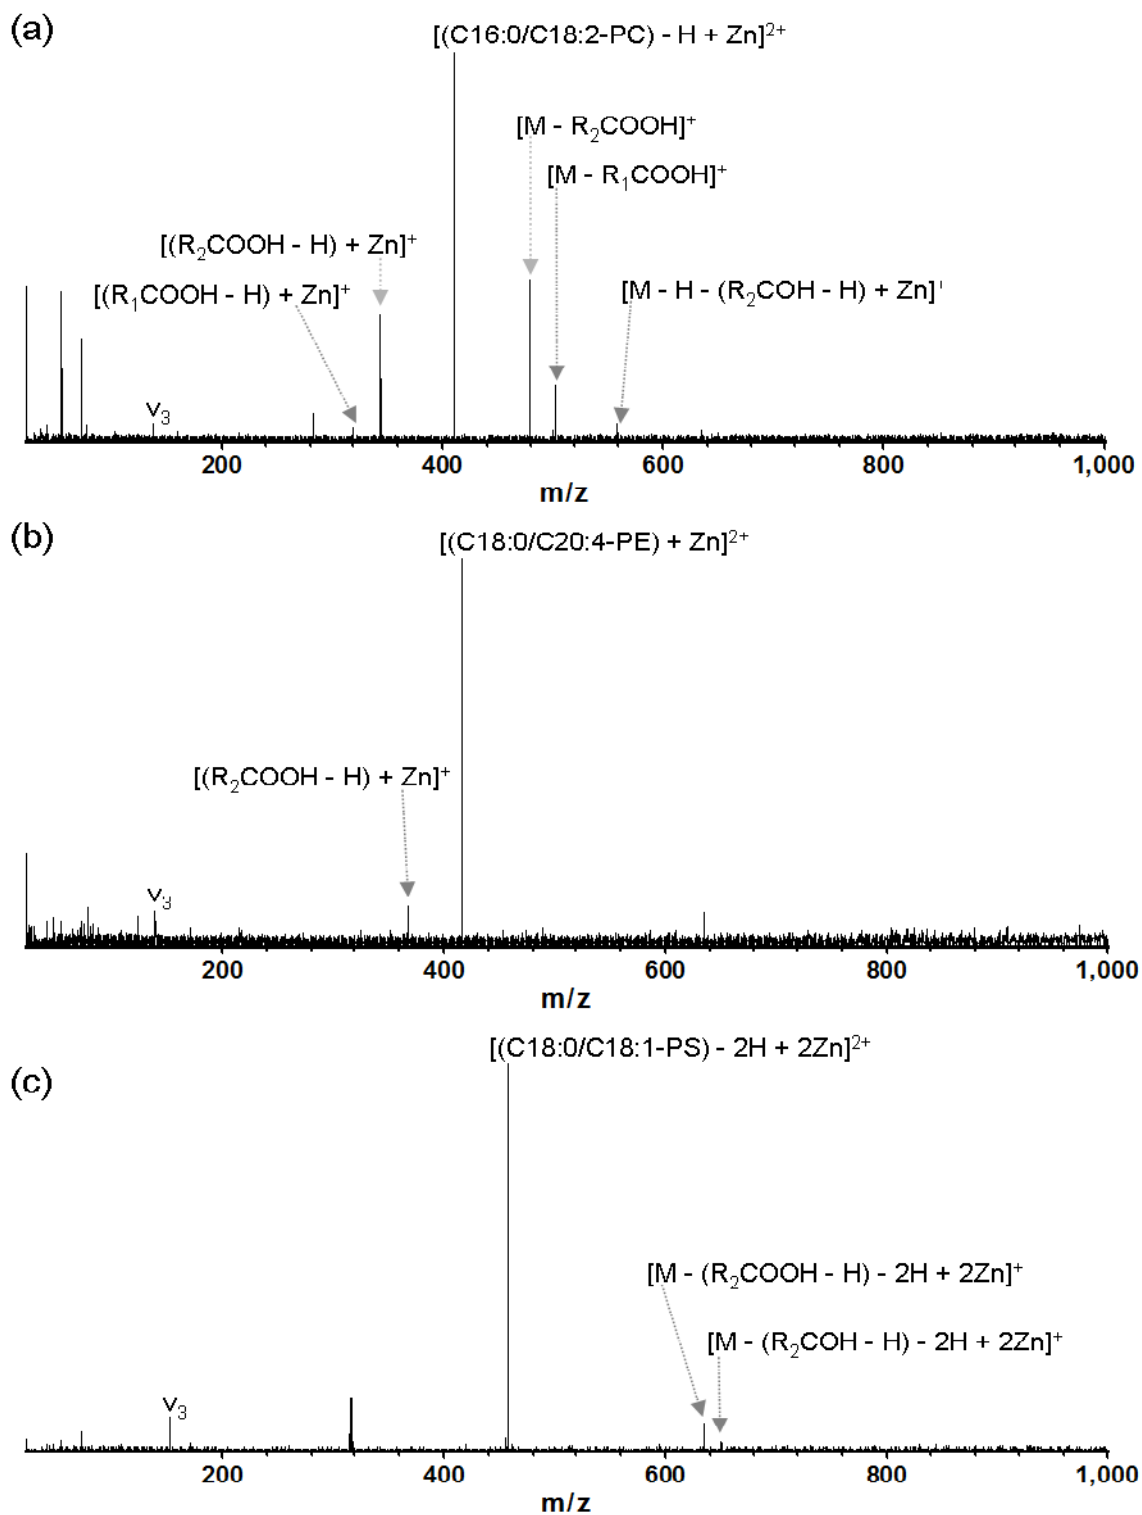 (a)
[(C16:0/C18:2-PC) - H + Zn]²⁺
[M - R₂COOH]⁺
[M - R₁COOH]⁺
[(R₂COOH - H) + Zn]⁺
[(R₁COOH - H) + Zn]⁺
[M - H - (R₂COH - H) + Zn]⁺
v₃
200 400 600 800 1,000
m/z
(b)
[(C18:0/C20:4-PE) + Zn]²⁺
[(R₂COOH - H) + Zn]⁺
v₃
200 400 600 800 1,000
m/z
[(C18:0/C18:1-PS) - 2H + 2Zn]²⁺
(c)
[M - (R₂COOH - H) - 2H + 2Zn]⁺
[M - (R₂COH - H) - 2H + 2Zn]⁺
v₃
200 400 600 800 1,000
m/z